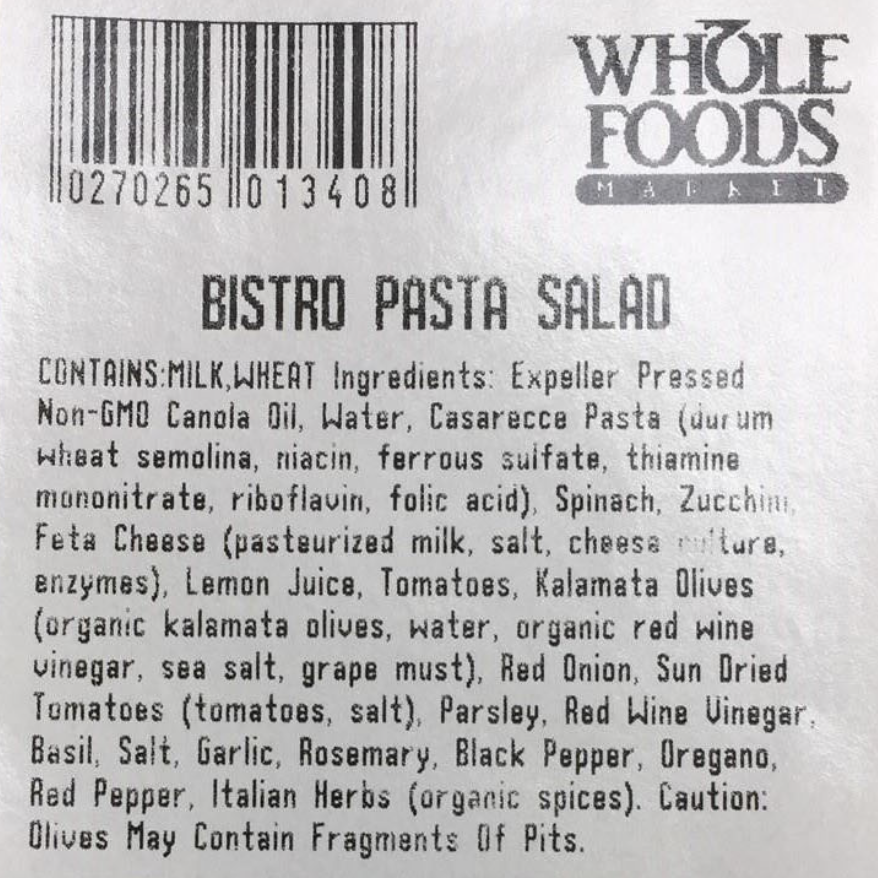 WHOLE
FOODS
MARKET
0270265 013408
BISTRO PASTA SALAD
CONTAINS:MILK,WHEAT Ingredients: Expeller Pressed
Non-GMO Canola Oil, Water, Casarecce Pasta (durum
wheat semolina, niacin, ferrous sulfate, thiamine
mononitrate, riboflavin, folic acid), Spinach, Zucchini,
Feta Cheese (pasteurized milk, salt, cheese culture,
enzymes), Lemon Juice, Tomatoes, Kalamata Olives
(organic kalamata olives, water, organic red wine
vinegar, sea salt, grape must), Red Onion, Sun Dried
Tomatoes (tomatoes, salt), Parsley, Red Wine Vinegar,
Basil, Salt, Garlic, Rosemary, Black Pepper, Oregano,
Red Pepper, Italian Herbs (organic spices). Caution:
Olives May Contain Fragments Of Pits.